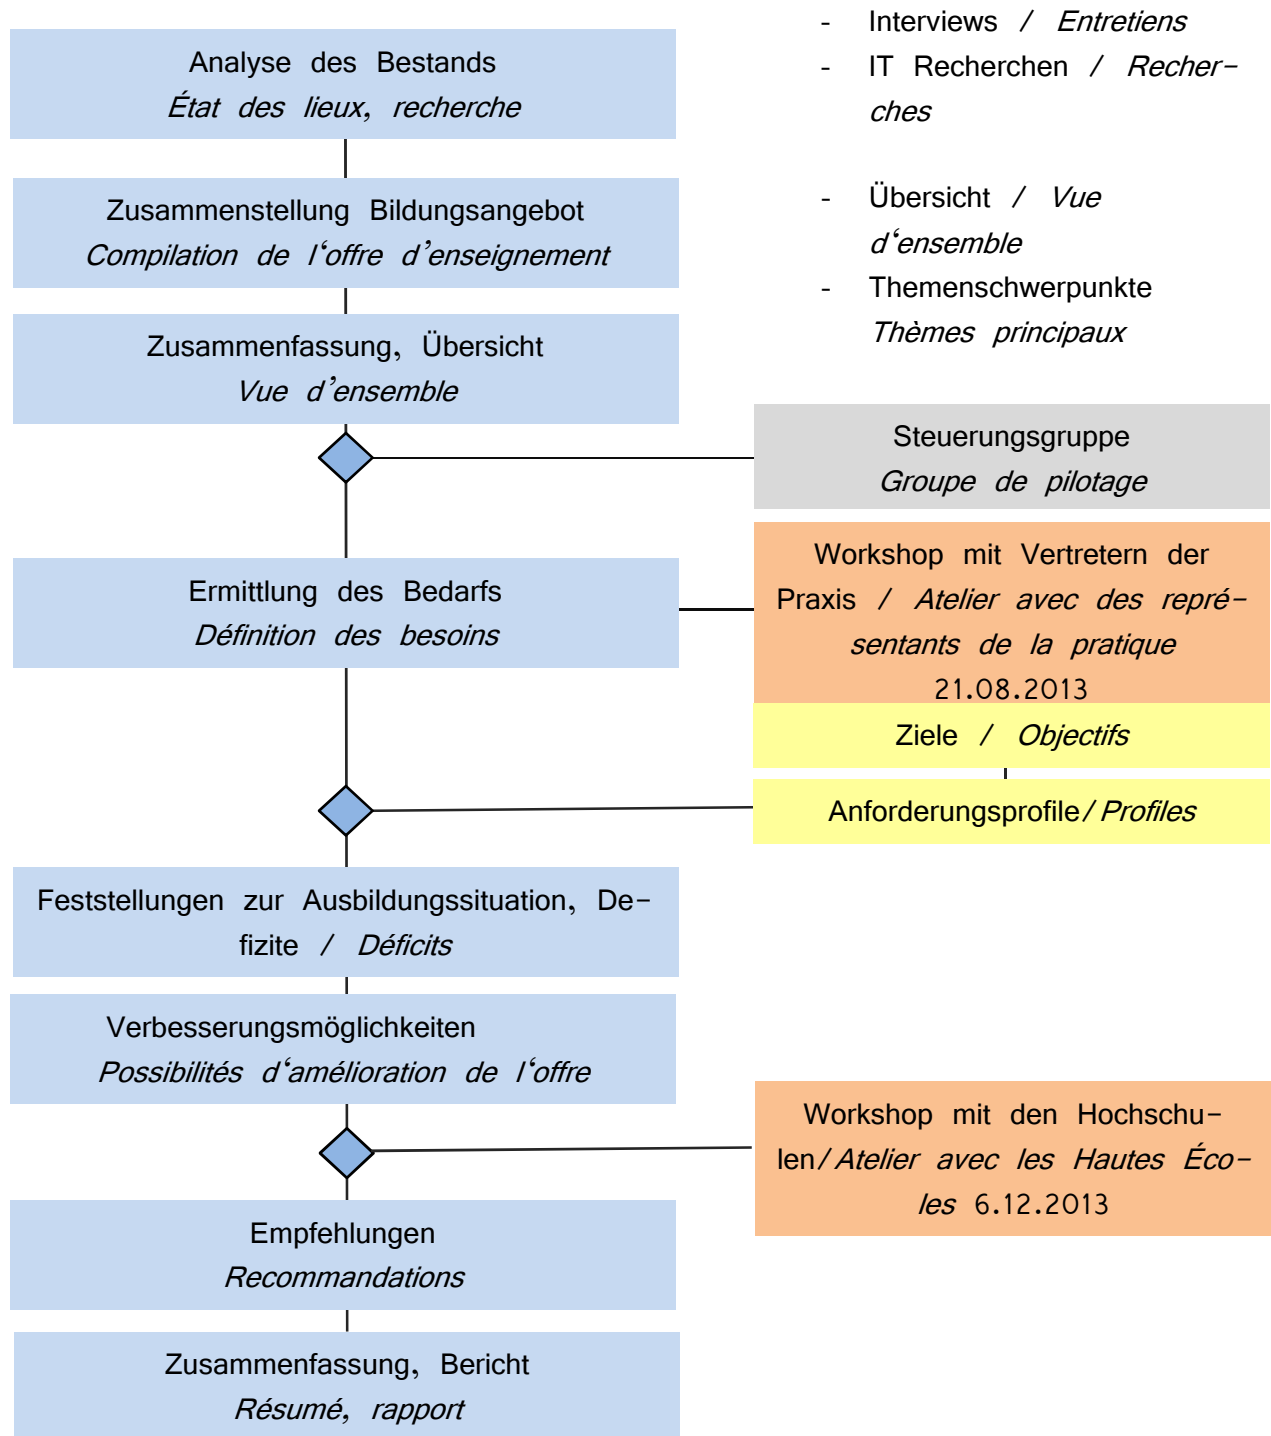 Analyse des Bestands
État des lieux, recherche
- Interviews / Entretiens
- IT Recherchen / Recher-
ches
Zusammenstellung Bildungsangebot
Compilation de l‘offre d’enseignement
- Übersicht / Vue
d‘ensemble
- Themenschwerpunkte
Thèmes principaux
Zusammenfassung, Übersicht
Vue d’ensemble
Steuerungsgruppe
Groupe de pilotage
Ermittlung des Bedarfs
Définition des besoins
Workshop mit Vertretern der
Praxis / Atelier avec des repré-
sentants de la pratique
21.08.2013
Ziele / Objectifs
Anforderungsprofile/Profiles
Feststellungen zur Ausbildungssituation, De-
fizite / Déficits
Verbesserungsmöglichkeiten
Possibilités d‘amélioration de l‘offre
Workshop mit den Hochschu-
len/Atelier avec les Hautes Éco-
les 6.12.2013
Empfehlungen
Recommandations
Zusammenfassung, Bericht
Résumé, rapport